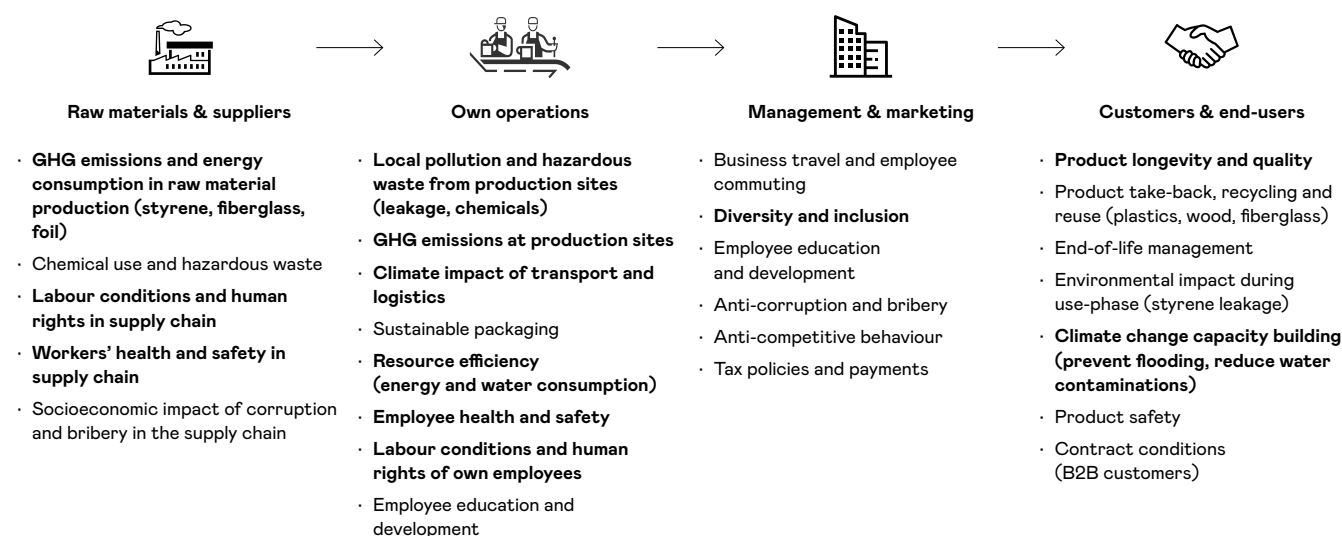 Raw materials & suppliers
· GHG emissions and energy
consumption in raw material
production (styrene, fiberglass,
foil)
· Chemical use and hazardous waste
· Labour conditions and human
rights in supply chain
· Workers’ health and safety in
supply chain
· Socioeconomic impact of corruption
and bribery in the supply chain
Own operations
· Local pollution and hazardous
waste from production sites
(leakage, chemicals)
· GHG emissions at production sites
· Climate impact of transport and
logistics
· Sustainable packaging
· Resource efficiency
(energy and water consumption)
· Employee health and safety
· Labour conditions and human
rights of own employees
· Employee education and
development
Management & marketing
· Business travel and employee
commuting
· Diversity and inclusion
· Employee education
and development
· Anti-corruption and bribery
· Anti-competitive behaviour
· Tax policies and payments
Customers & end-users
· Product longevity and quality
· Product take-back, recycling and
reuse (plastics, wood, fiberglass)
· End-of-life management
· Environmental impact during
use-phase (styrene leakage)
· Climate change capacity building
(prevent flooding, reduce water
contaminations)
· Product safety
· Contract conditions
(B2B customers)